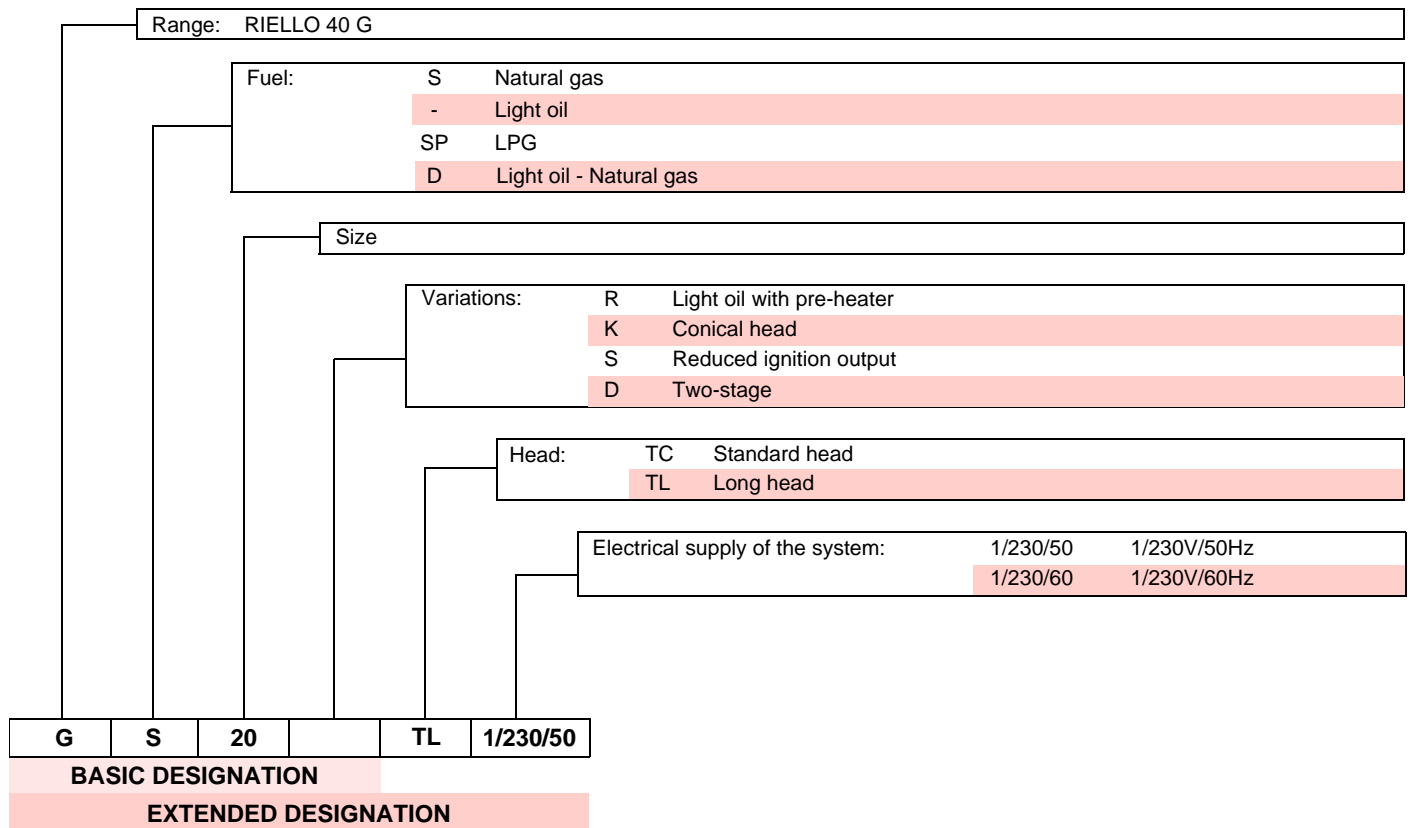 Range: RIELLO 40 G
Fuel: S Natural gas
- Light oil
SP LPG
D Light oil - Natural gas
Size
Variations: R Light oil with pre-heater
K Conical head
S Reduced ignition output
D Two-stage
Head: TC Standard head
TL Long head
Electrical supply of the system: 1/230/50 1/230V/50Hz
1/230/60 1/230V/60Hz
G S 20 TL 1/230/50
BASIC DESIGNATION
EXTENDED DESIGNATION